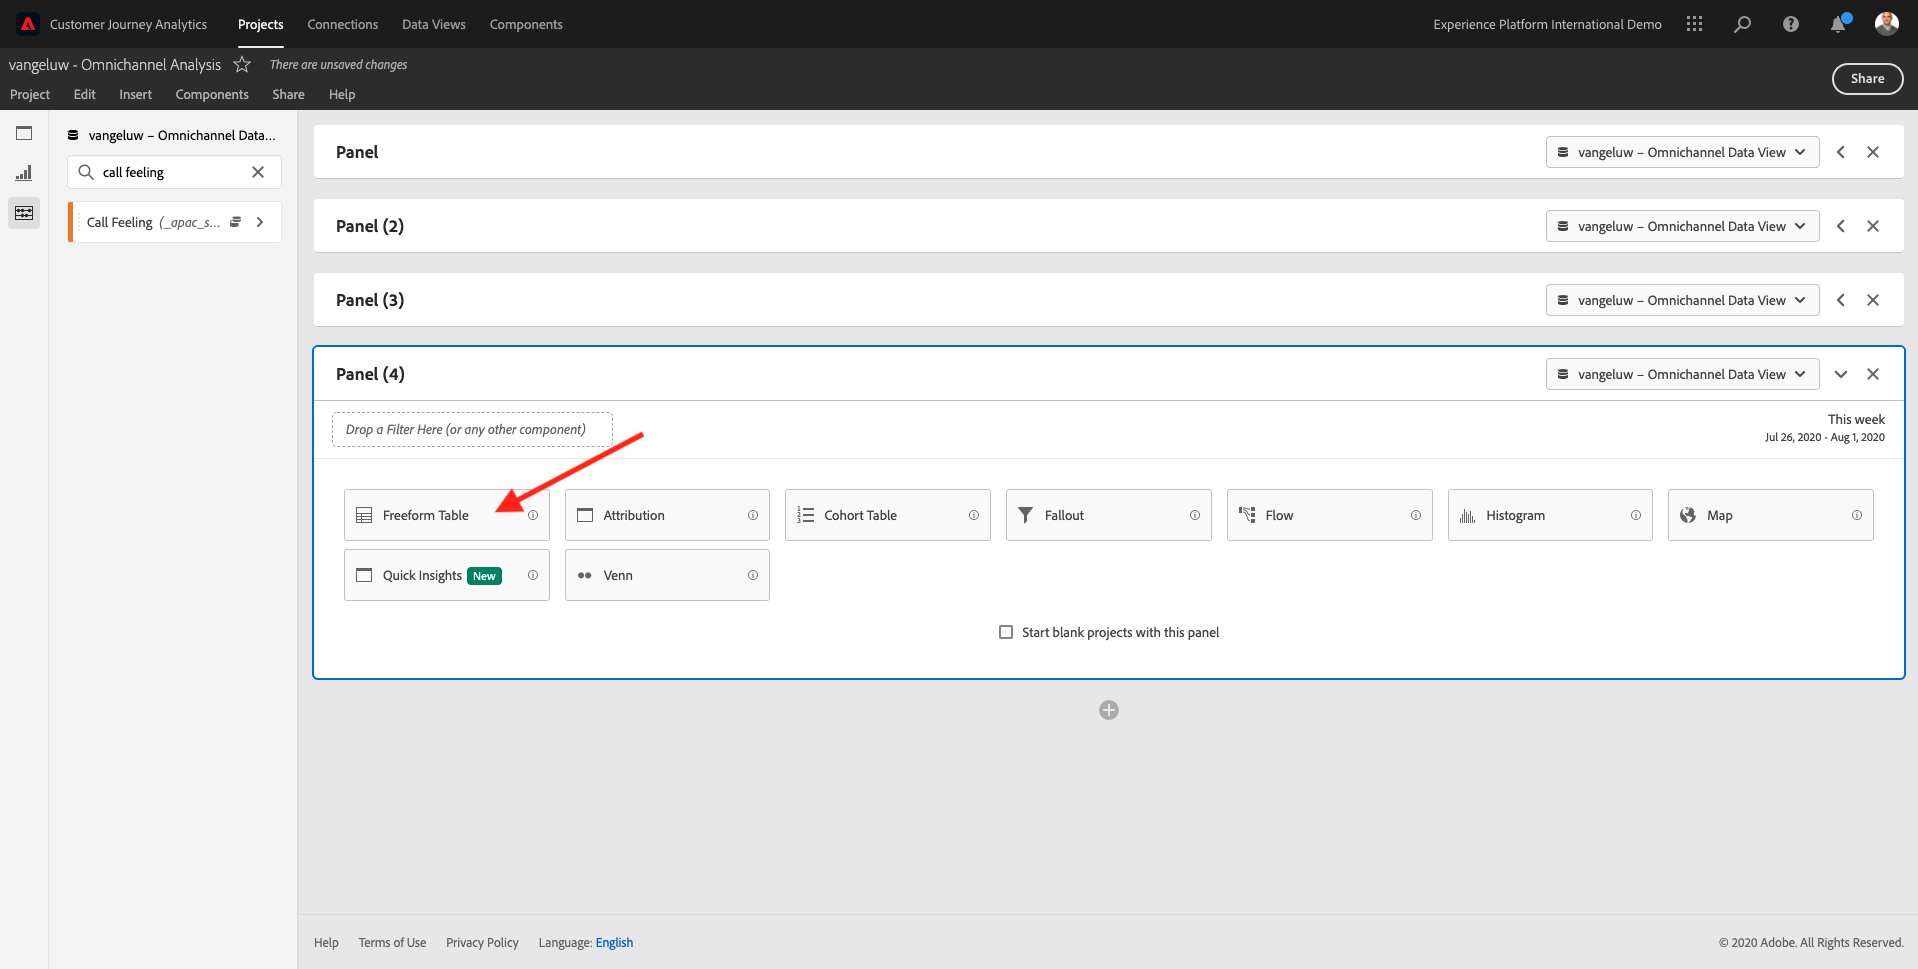 Customer Journey Analytics Projects Connections Data Views Components Experience Platform International Demo
vangeluw - Omnichannel Analysis There are unsaved changes
Share
Project Edit Insert Components Share Help
vangeluw – Omnichannel Data...
call feeling
Call Feeling (_apac_s...
Panel vangeluw – Omnichannel Data View
Panel (2) vangeluw – Omnichannel Data View
Panel (3) vangeluw – Omnichannel Data View
Panel (4) vangeluw – Omnichannel Data View
Drop a Filter Here (or any other component)
This week
Jul 26, 2020 - Aug 1, 2020
Freeform Table Attribution Cohort Table Fallout Flow Histogram Map
Quick Insights New Venn
Start blank projects with this panel
Help Terms of Use Privacy Policy Language: English © 2020 Adobe. All Rights Reserved.